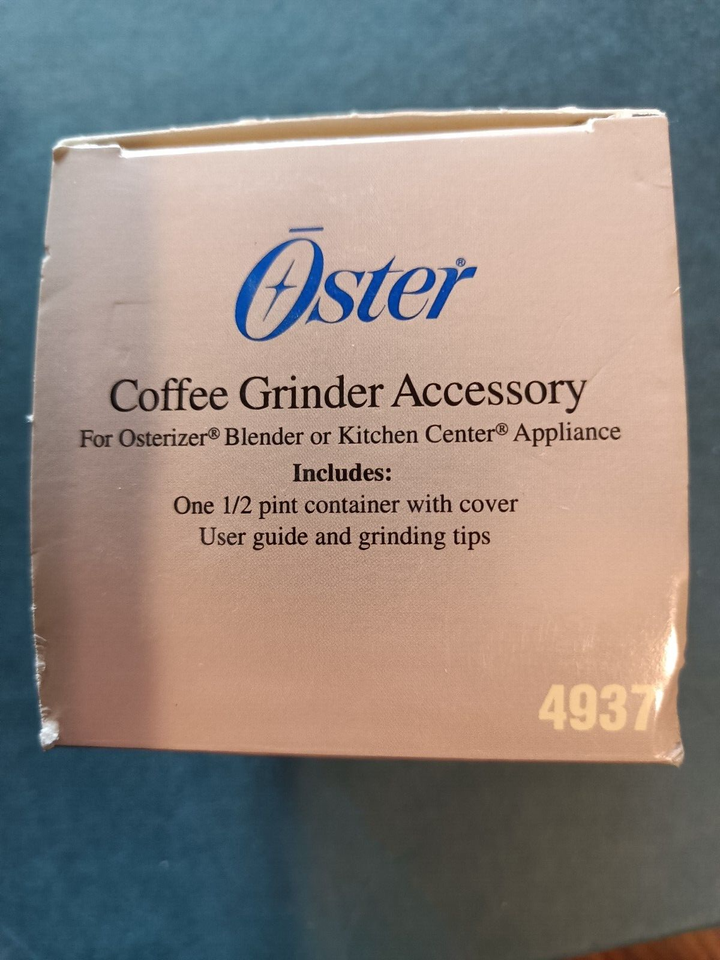 Ōster®
Coffee Grinder Accessory
For Osterizer® Blender or Kitchen Center® Appliance
Includes:
One 1/2 pint container with cover
User guide and grinding tips
4937